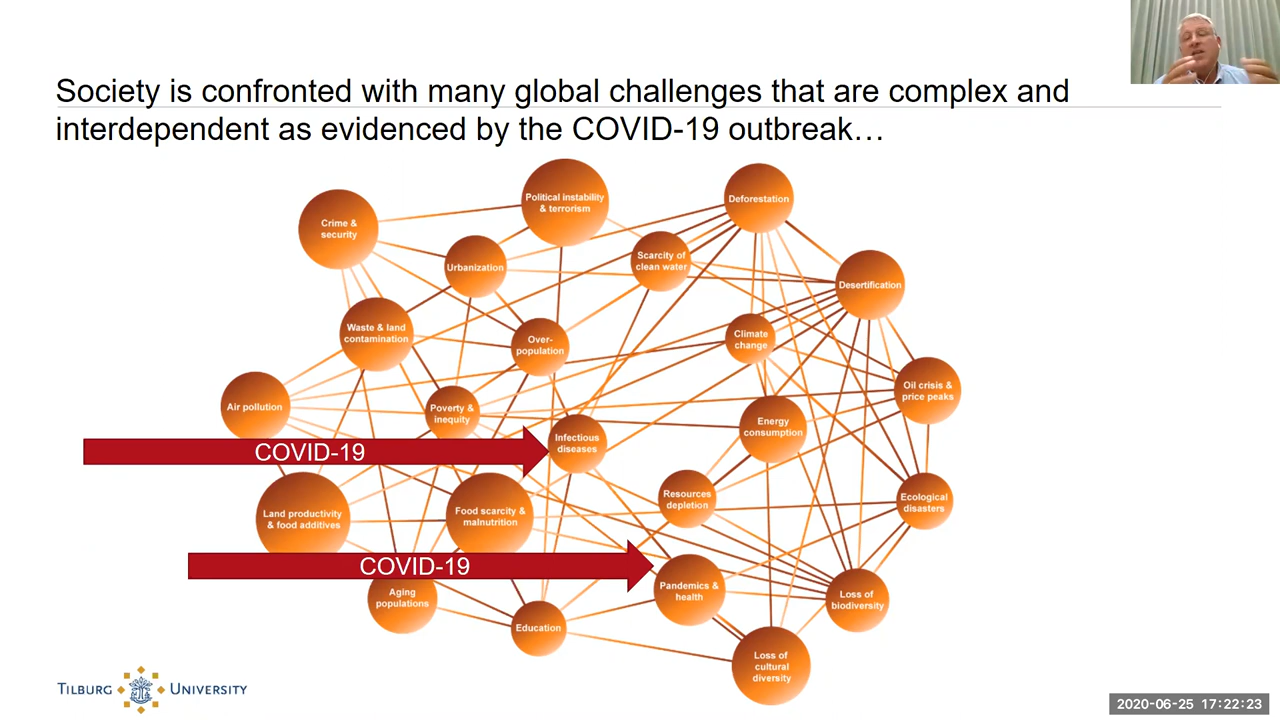 Society is confronted with many global challenges that are complex and
interdependent as evidenced by the COVID-19 outbreak…
Political instability
& terrorism
Deforestation
Crime &
security
Urbanization
Scarcity of
clean water
Desertification
Waste & land
contamination
Over-
population
Climate
change
Air pollution
Poverty &
inequity
Oil crisis &
price peaks
Energy
consumption
Infectious
diseases
COVID-19
Resources
depletion
Ecological
disasters
Land productivity
& food additives
Food scarcity &
malnutrition
COVID-19
Pandemics &
health
Aging
populations
Loss of
biodiversity
Education
Loss of
cultural
diversity
TILBURG UNIVERSITY
2020-06-25 17:22:23